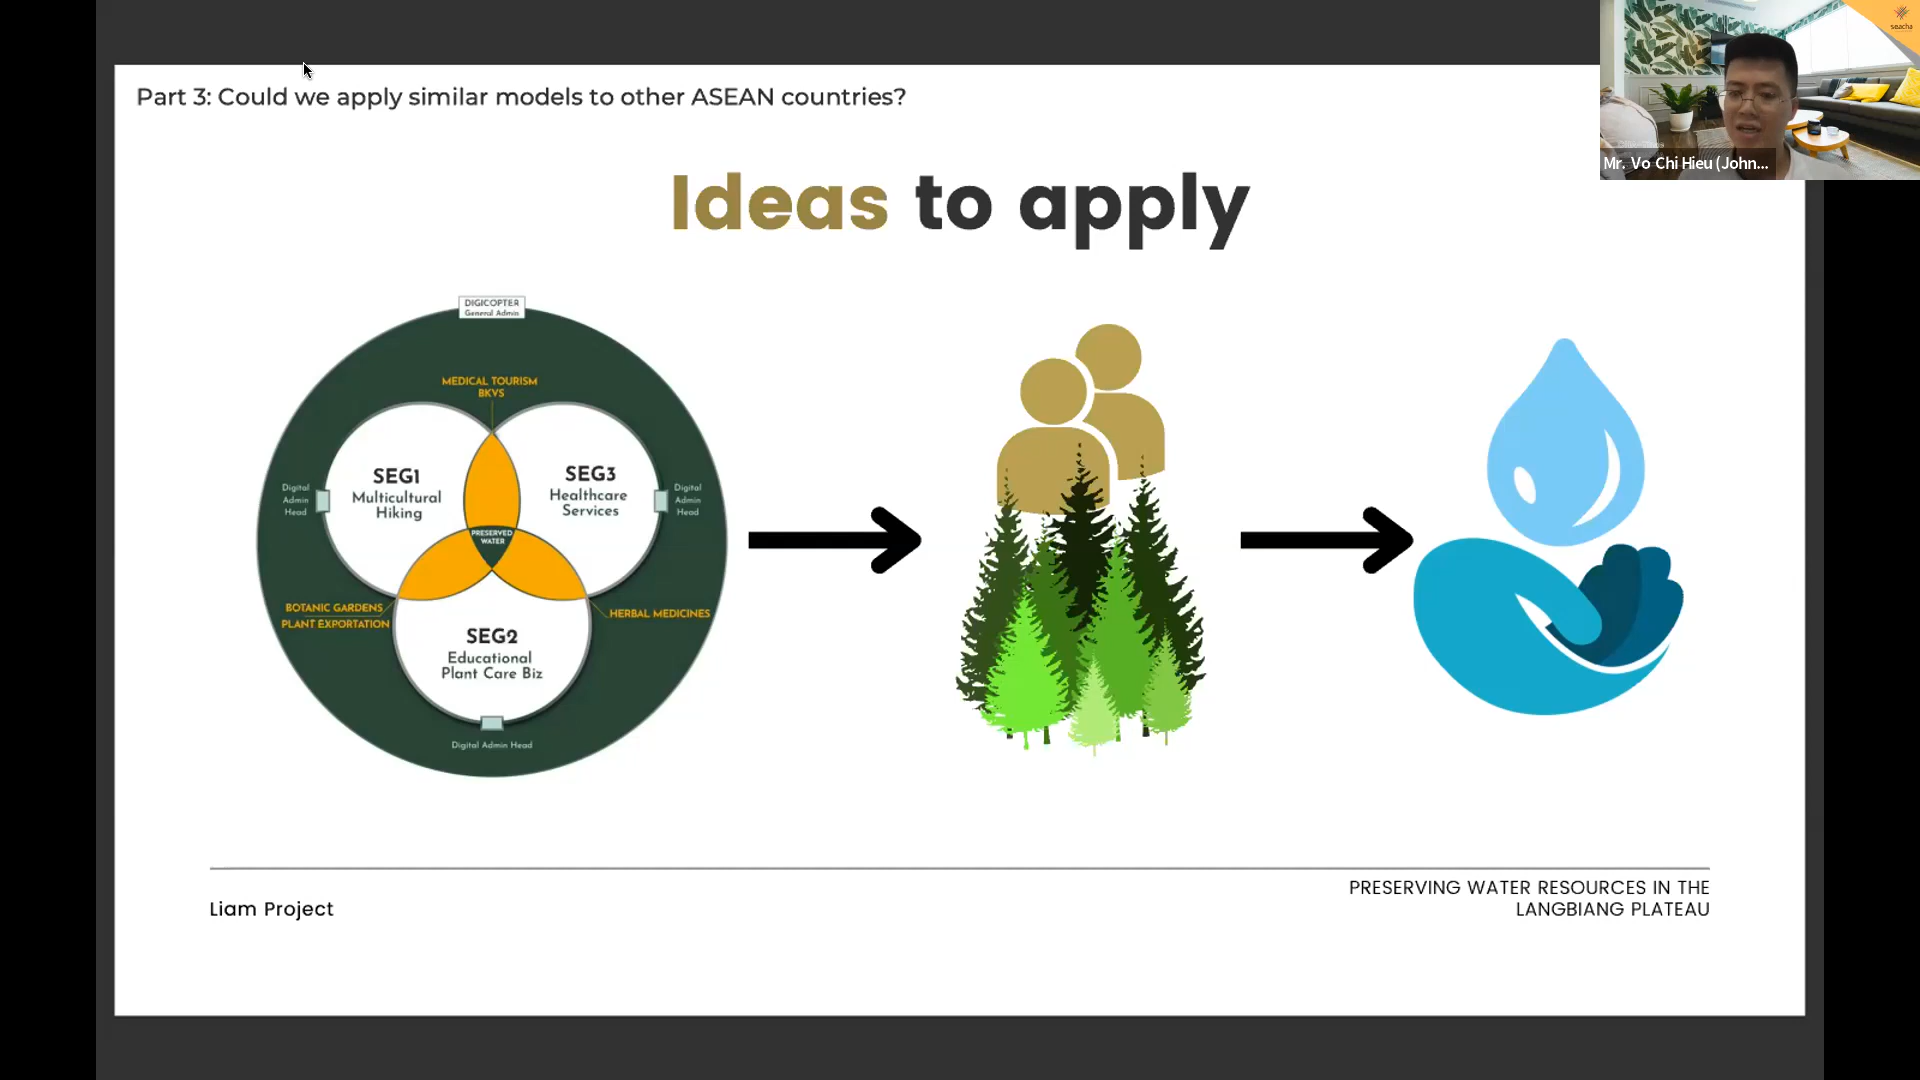 Part 3: Could we apply similar models to other ASEAN countries?
seacha
Mr. Vo Chi Hieu (John...
Ideas to apply
DIGICOPTER
General Admin
MEDICAL TOURISM
BKVS
SEG1
Multicultural
Hiking
SEG3
Healthcare
Services
Digital
Admin
Head
Digital
Admin
Head
PRESERVED
WATER
BOTANIC GARDENS
PLANT EXPORTATION
HERBAL MEDICINES
SEG2
Educational
Plant Care Biz
Digital Admin Head
Liam Project
PRESERVING WATER RESOURCES IN THE
LANGBIANG PLATEAU